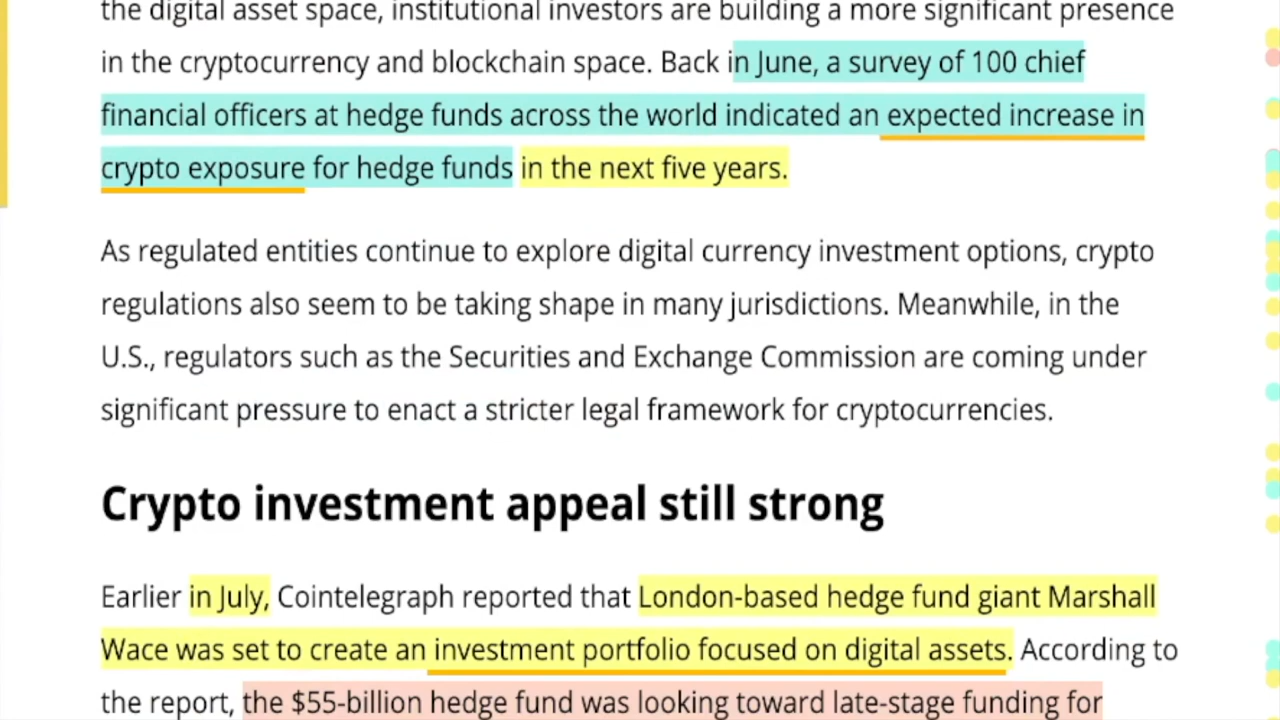 the digital asset space, institutional investors are building a more significant presence
in the cryptocurrency and blockchain space. Back in June, a survey of 100 chief
financial officers at hedge funds across the world indicated an expected increase in
crypto exposure for hedge funds in the next five years.
As regulated entities continue to explore digital currency investment options, crypto
regulations also seem to be taking shape in many jurisdictions. Meanwhile, in the
U.S., regulators such as the Securities and Exchange Commission are coming under
significant pressure to enact a stricter legal framework for cryptocurrencies.
Crypto investment appeal still strong
Earlier in July, Cointelegraph reported that London-based hedge fund giant Marshall
Wace was set to create an investment portfolio focused on digital assets. According to
the report, the $55-billion hedge fund was looking toward late-stage funding for